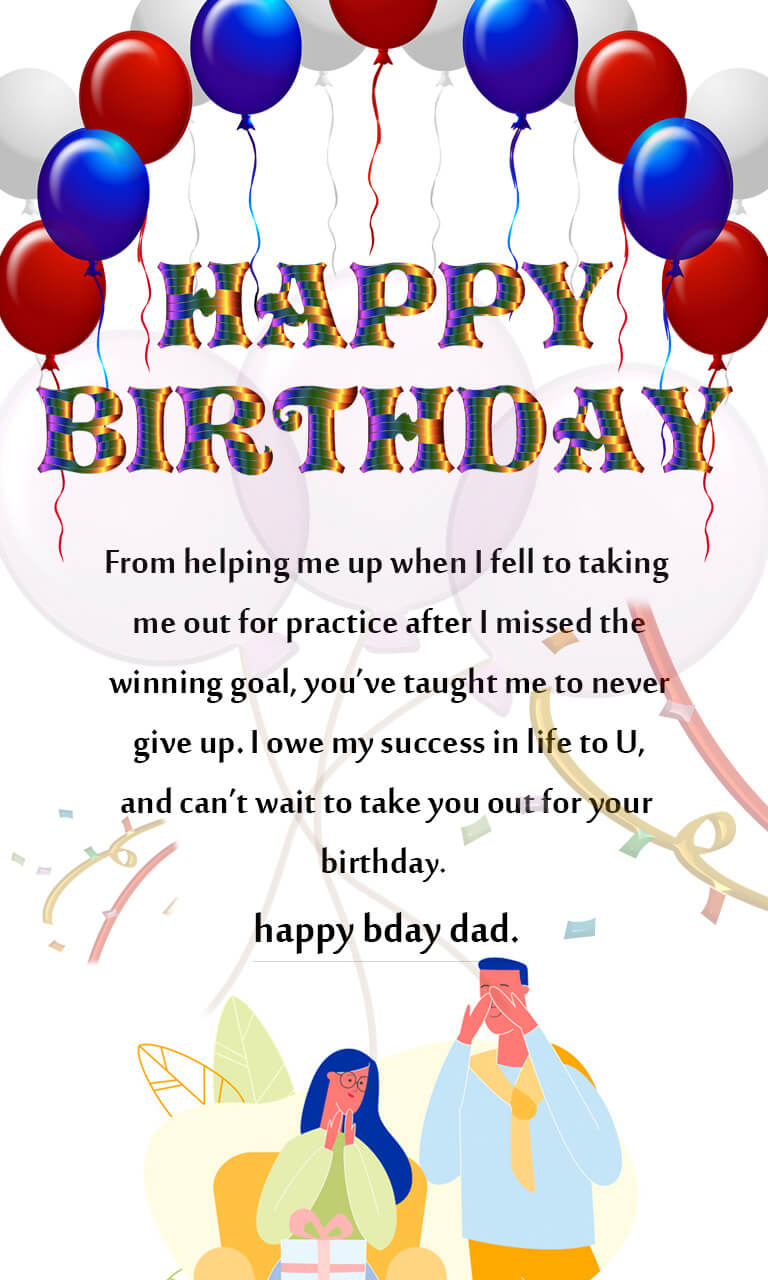 HAPPY
BIRTHDAY
From helping me up when I fell to taking
me out for practice after I missed the
winning goal, you’ve taught me to never
give up. I owe my success in life to U,
and can’t wait to take you out for your
birthday.
happy bday dad.